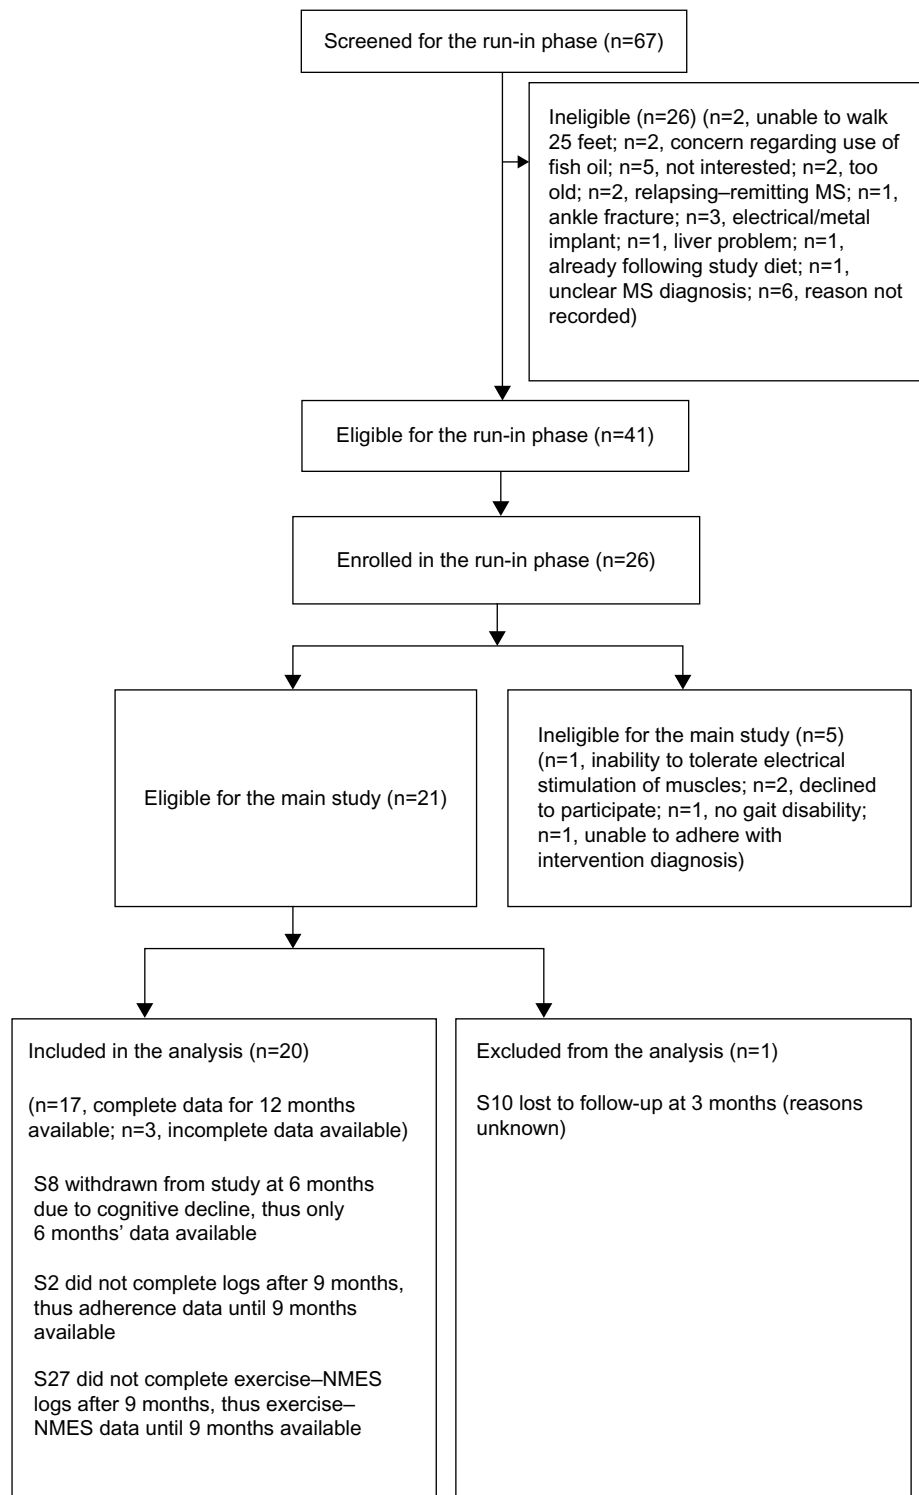 Screened for the run-in phase (n=67)
Ineligible (n=26) (n=2, unable to walk
25 feet; n=2, concern regarding use of
fish oil; n=5, not interested; n=2, too
old; n=2, relapsing–remitting MS; n=1,
ankle fracture; n=3, electrical/metal
implant; n=1, liver problem; n=1,
already following study diet; n=1,
unclear MS diagnosis; n=6, reason not
recorded)
Eligible for the run-in phase (n=41)
Enrolled in the run-in phase (n=26)
Eligible for the main study (n=21)
Ineligible for the main study (n=5)
(n=1, inability to tolerate electrical
stimulation of muscles; n=2, declined
to participate; n=1, no gait disability;
n=1, unable to adhere with
intervention diagnosis)
Included in the analysis (n=20)
(n=17, complete data for 12 months
available; n=3, incomplete data available)
S8 withdrawn from study at 6 months
due to cognitive decline, thus only
6 months’ data available
S2 did not complete logs after 9 months,
thus adherence data until 9 months
available
S27 did not complete exercise–NMES
logs after 9 months, thus exercise–
NMES data until 9 months available
Excluded from the analysis (n=1)
S10 lost to follow-up at 3 months (reasons
unknown)